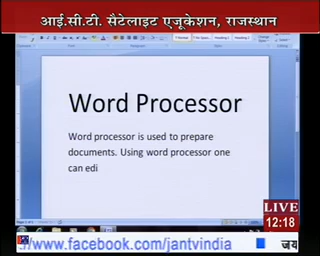 आई.सी.टी. सैटेलाइट एजूकेशन, राजस्थान
Word Processor
Word processor is used to prepare
documents. Using word processor one
can edi
LIVE
12:18
://www.facebook.com/jantvindia
जय